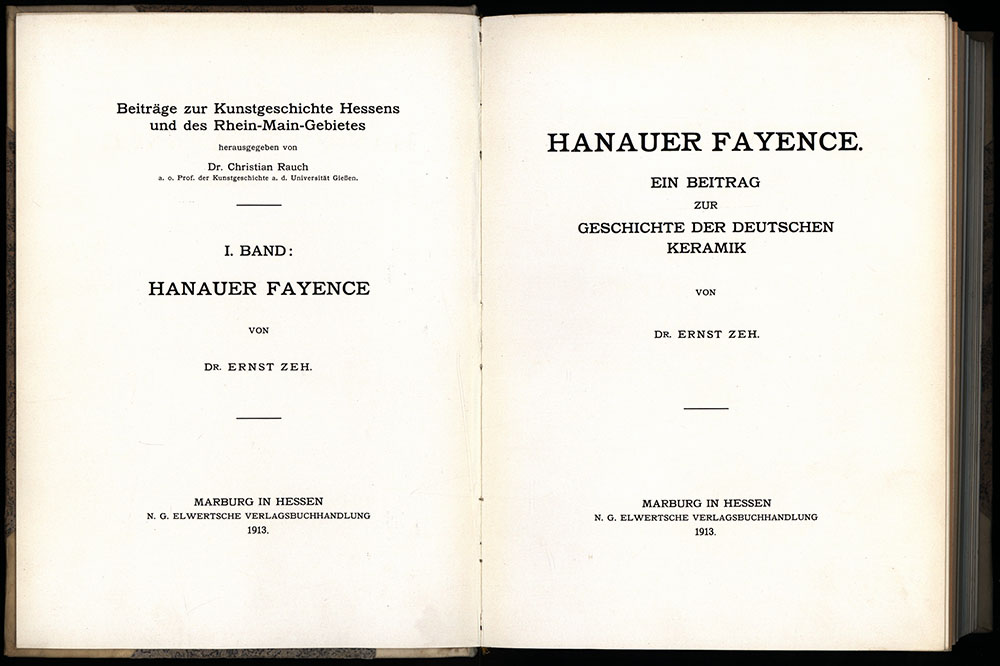 Beiträge zur Kunstgeschichte Hessens
und des Rhein-Main-Gebietes
herausgegeben von
Dr. Christian Rauch
a. o. Prof. der Kunstgeschichte a. d. Universität Gießen.
I. BAND:
HANAUER FAYENCE
VON
DR. ERNST ZEH.
MARBURG IN HESSEN
N. G. ELWERTSCHE VERLAGSBUCHHANDLUNG
1913.
HANAUER FAYENCE.
EIN BEITRAG
ZUR
GESCHICHTE DER DEUTSCHEN
KERAMIK
VON
DR. ERNST ZEH.
MARBURG IN HESSEN
N. G. ELWERTSCHE VERLAGSBUCHHANDLUNG
1913.